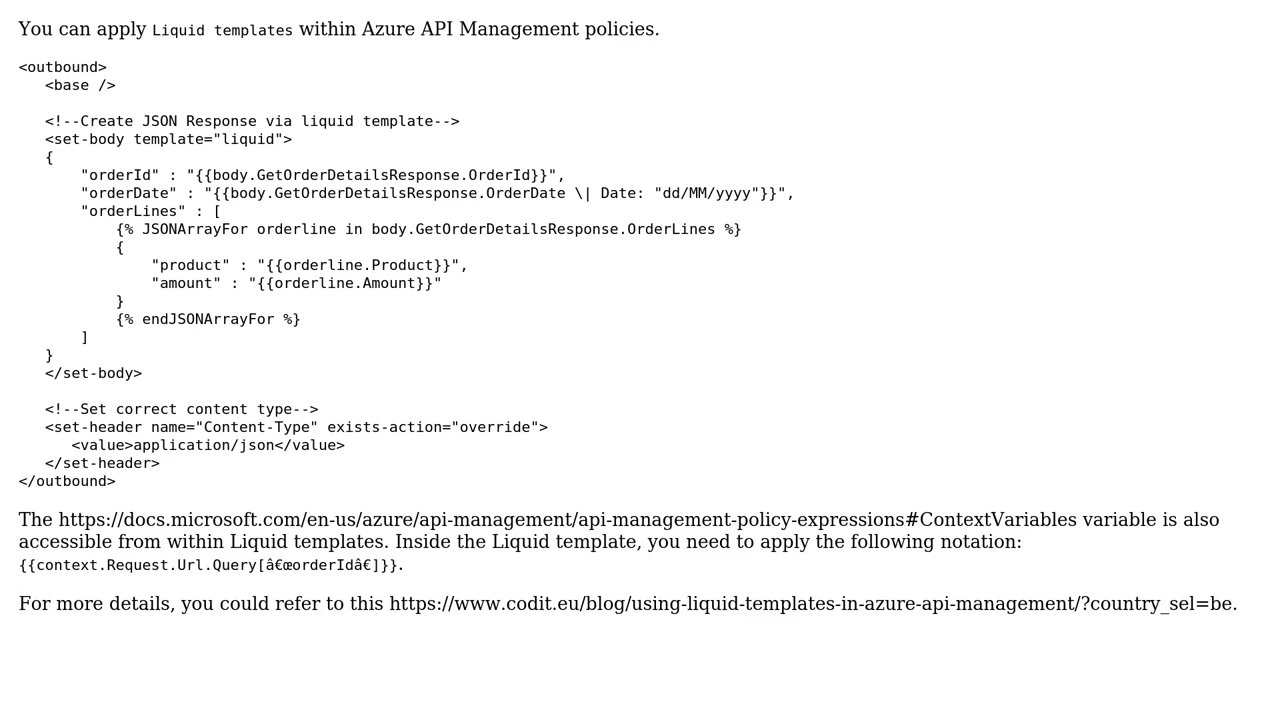 You can apply Liquid templates within Azure API Management policies.
<outbound>
   <base />

   <!--Create JSON Response via liquid template-->
   <set-body template="liquid">
   {
       "orderId" : "{{body.GetOrderDetailsResponse.OrderId}}",
       "orderDate" : "{{body.GetOrderDetailsResponse.OrderDate \| Date: "dd/MM/yyyy"}}",
       "orderLines" : [
           {% JSONArrayFor orderline in body.GetOrderDetailsResponse.OrderLines %}
           {
               "product" : "{{orderline.Product}}",
               "amount" : "{{orderline.Amount}}"
           }
           {% endJSONArrayFor %}
       ]
   }
   </set-body>

   <!--Set correct content type-->
   <set-header name="Content-Type" exists-action="override">
      <value>application/json</value>
   </set-header>
</outbound>
The https://docs.microsoft.com/en-us/azure/api-management/api-management-policy-expressions#ContextVariables variable is also
accessible from within Liquid templates. Inside the Liquid template, you need to apply the following notation:
{{context.Request.Url.Query[â€œorderIdâ€]}}.
For more details, you could refer to this https://www.codit.eu/blog/using-liquid-templates-in-azure-api-management/?country_sel=be.